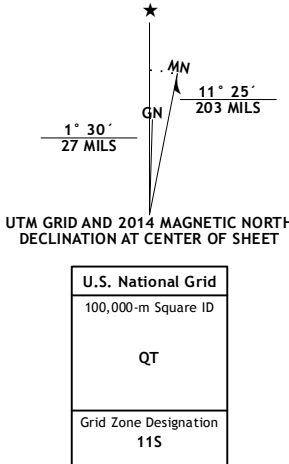 ★
MN
11° 25´
203 MILS
GN
1° 30´
27 MILS
UTM GRID AND 2014 MAGNETIC NORTH
DECLINATION AT CENTER OF SHEET
U.S. National Grid
100,000-m Square ID
QT
Grid Zone Designation
11S